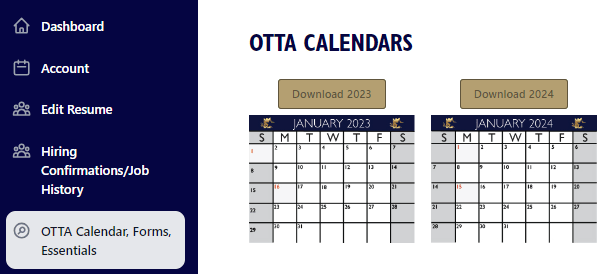 Dashboard
Account
Edit Resume
Hiring
Confirmations/Job
History
OTTA Calendar, Forms,
Essentials
OTTA CALENDARS
Download 2023
JANUARY 2023
S M T W T F S
1 2 3 4 5 6 7
8 9 10 11 12 13 14
15 16 17 18 19 20 21
22 23 24 25 26 27 28
29 30 31
Download 2024
JANUARY 2024
S M T W T F S
1 2 3 4 5 6
7 8 9 10 11 12 13
14 15 16 17 18 19 20
21 22 23 24 25 26 27
28 29 30 31